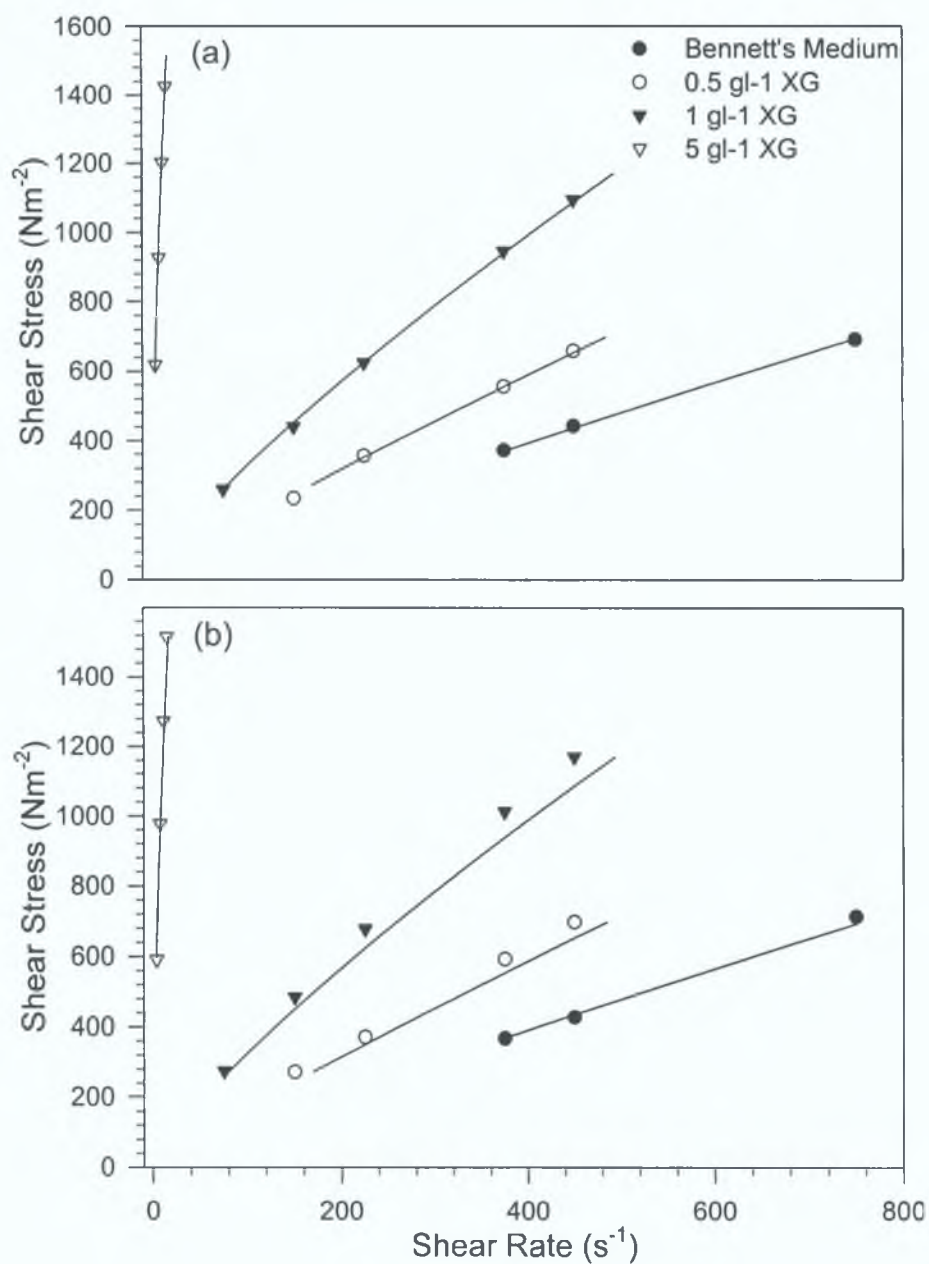 (a)
Bennett's Medium
0.5 gl-1 XG
1 gl-1 XG
5 gl-1 XG
1600
1400
1200
1000
800
600
400
200
0
Shear Stress (Nm⁻²)
(b)
1400
1200
1000
800
600
400
200
0
Shear Stress (Nm⁻²)
0 200 400 600 800
Shear Rate (s⁻¹)